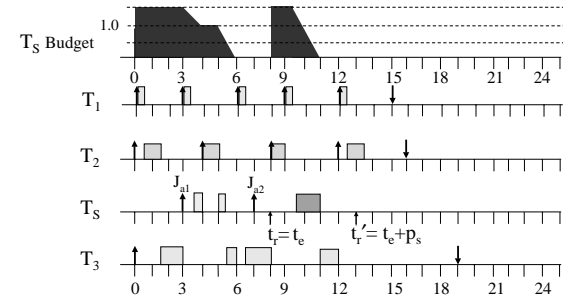 1.0
T_S Budget
0 3 6 9 12 15 18 21 24
T_1
T_2
J_a1 J_a2
T_S
t_r= t_e t_r′= t_e+p_s
T_3
0 3 6 9 12 15 18 21 24